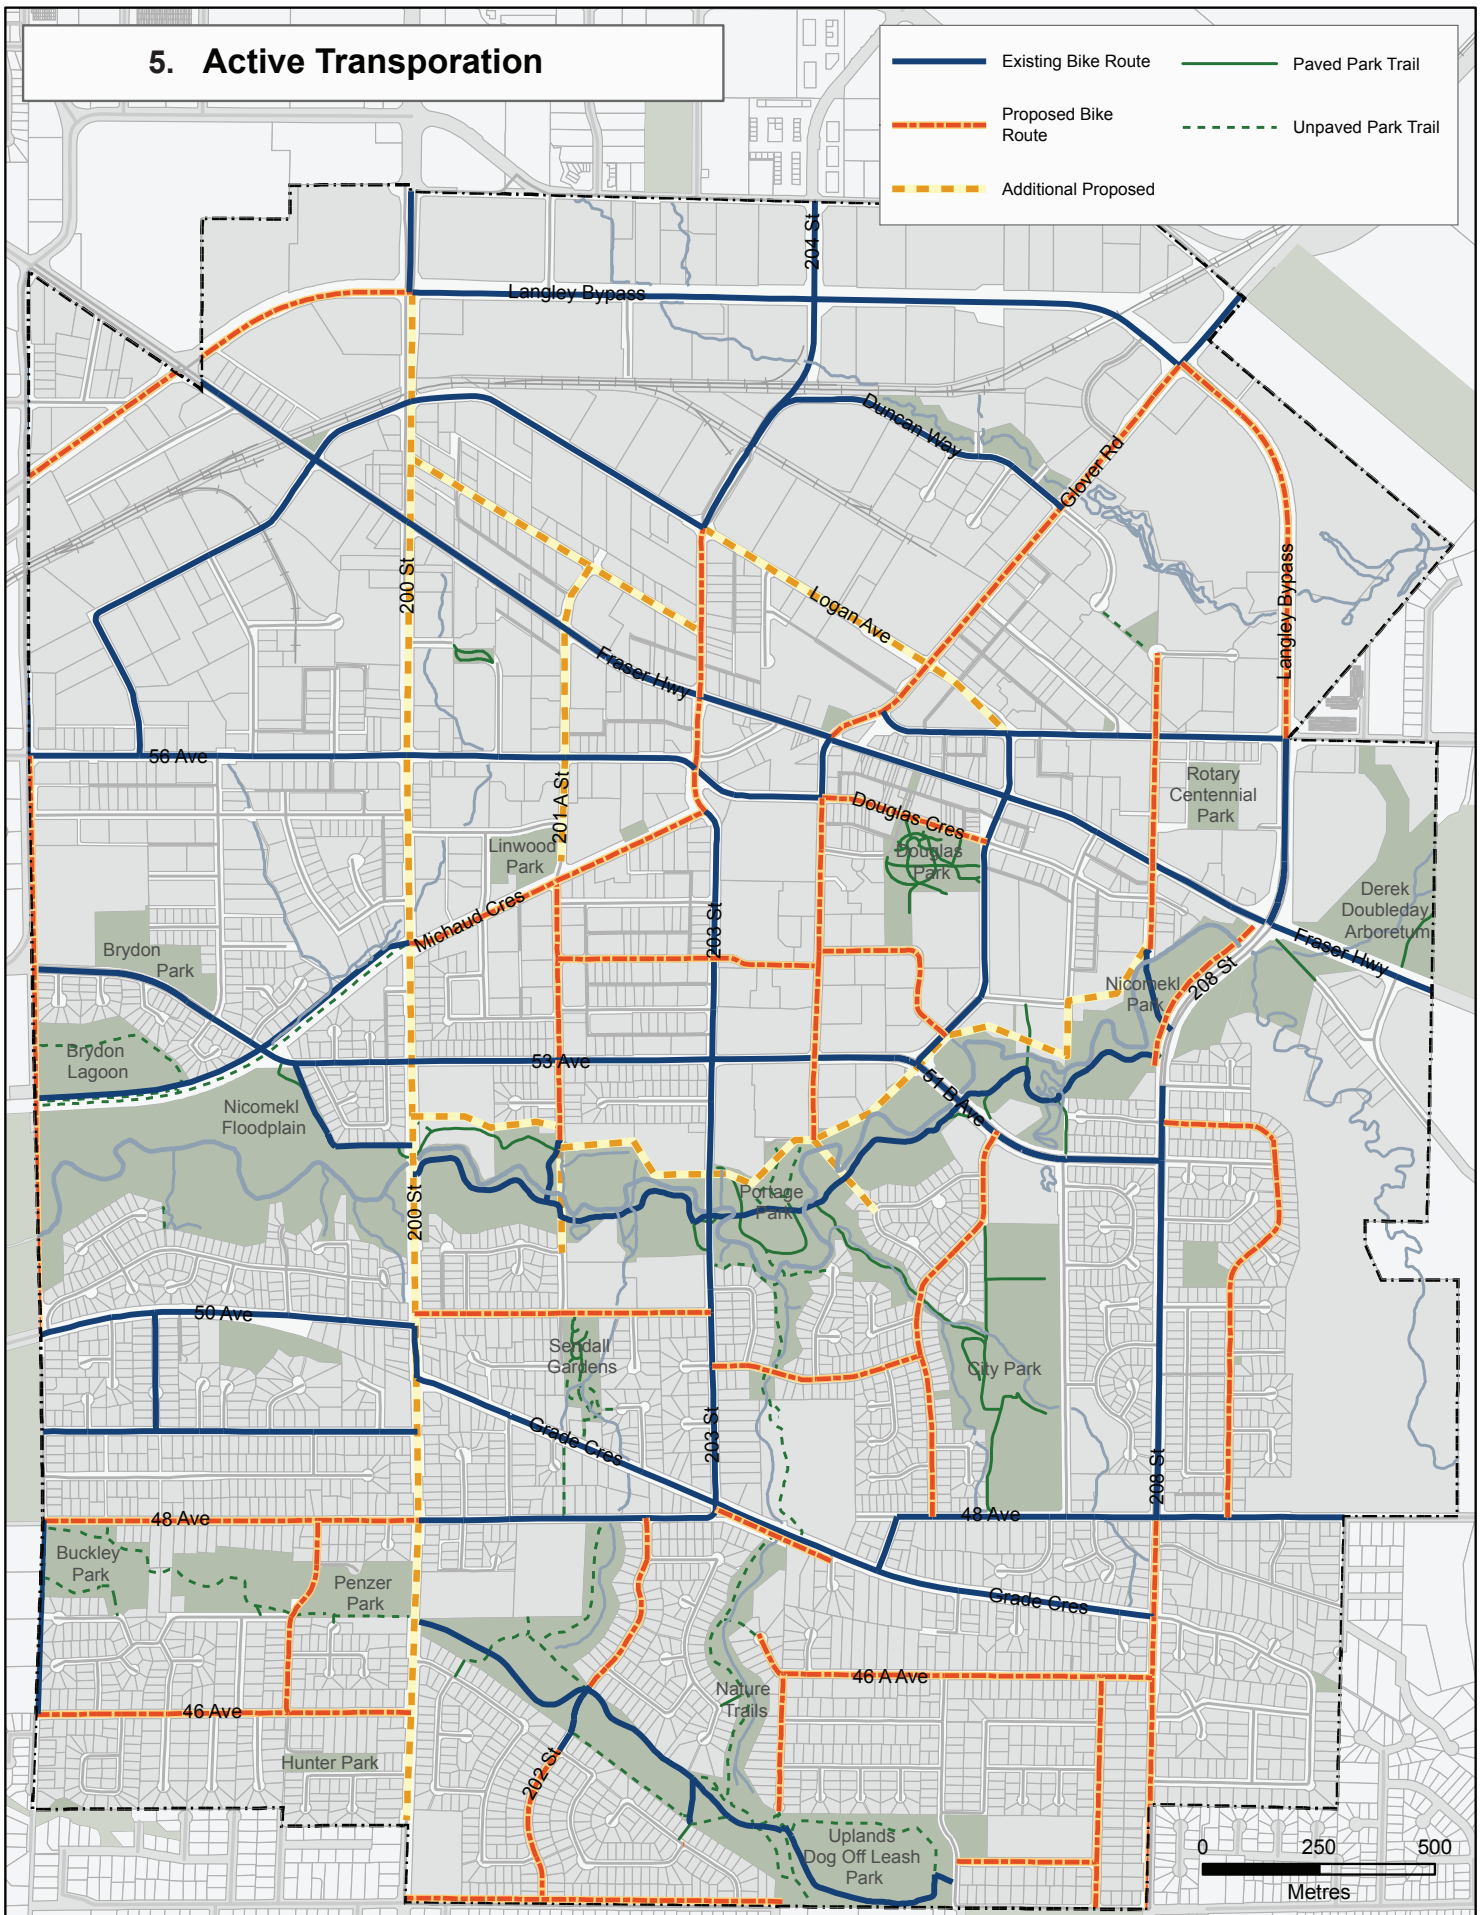 5. Active Transporation
Existing Bike Route
Paved Park Trail
Proposed Bike
Route
Unpaved Park Trail
Additional Proposed
204 St
Langley Bypass
Duncan Way
Glover Rd
200 St
Langley Bypass
Logan Ave
Fraser Hwy
56 Ave
Rotary
Centennial
Park
201 A St
Douglas Cres
Linwood
Park
Douglas
Park
Derek
Doubleday
Arboretum
Michaud Cres
203 St
Brydon
Park
Fraser Hwy
208 St
Nicomekl
Park
Brydon
Lagoon
53 Ave
51 B Ave
Nicomekl
Floodplain
Portage
Park
200 St
50 Ave
Sendall
Gardens
City Park
Grade Cres
203 St
208 St
48 Ave
48 Ave
Buckley
Park
Penzer
Park
Grade Cres
46 A Ave
Nature
Trails
46 Ave
Hunter Park
202 St
Uplands
Dog Off Leash
Park
0 250 500
Metres